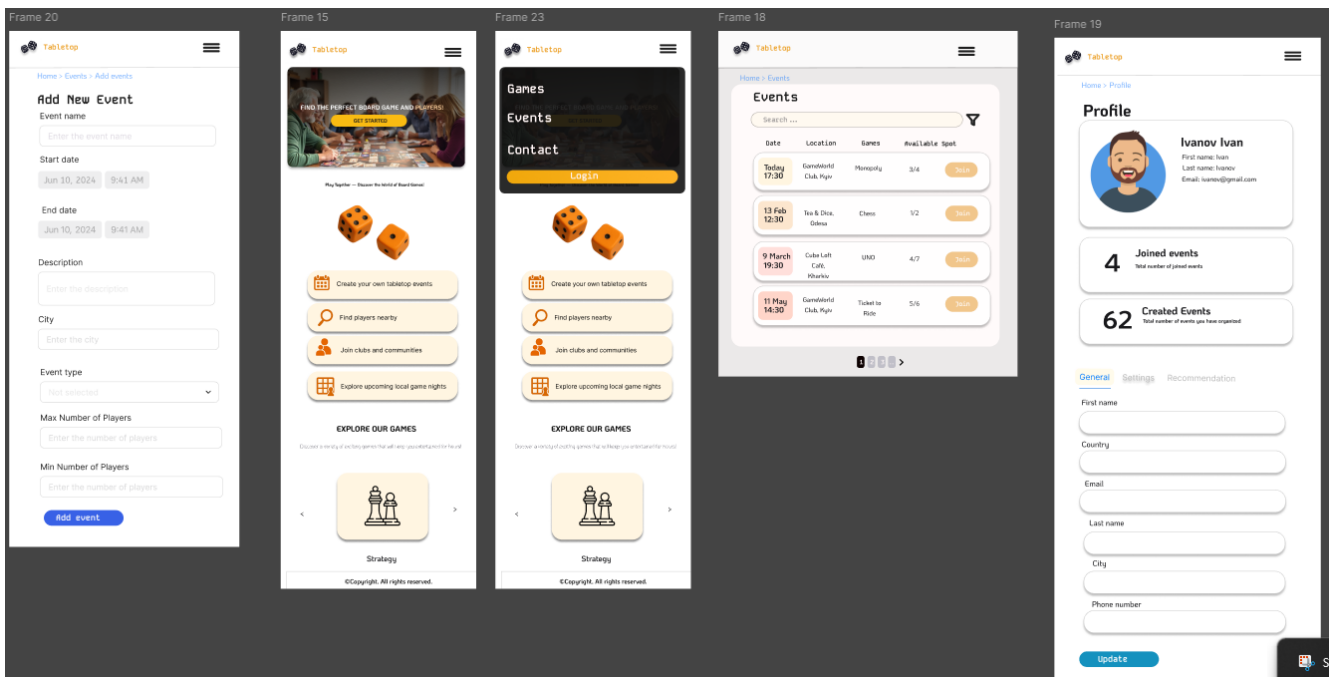 Frame 20
Tabletop
Home > Events > Add events
Add New Event
Event name
Enter the event name
Start date
Jun 10, 2024 9:41 AM
End date
Jun 10, 2024 9:41 AM
Description
Enter the description
City
Enter the city
Event type
Not selected
Max Number of Players
Enter the number of players
Min Number of Players
Enter the number of players
Add event
Frame 15
Tabletop
FIND THE PERFECT BOARD GAME AND PLAYERS!
GET STARTED
Play Together — Discover the World of Board Games!
Create your own tabletop events
Find players nearby
Join clubs and communities
Explore upcoming local game nights
EXPLORE OUR GAMES
<
>
Strategy
©Copyright. All rights reserved.
Frame 23
Tabletop
Games
Events
Contact
Login
Create your own tabletop events
Find players nearby
Join clubs and communities
Explore upcoming local game nights
EXPLORE OUR GAMES
<
>
Strategy
©Copyright. All rights reserved.
Frame 18
Tabletop
Home > Events
Events
Search ...
Date Location Games Available Spot
Today
17:30
GameWorld
Club, Kyiv
Monopoly
3/4
Join
13 Feb
12:30
Tea & Dice,
Odesa
Chess
1/2
Join
9 March
19:30
Cuba Loft
Café,
Kharkiv
UNO
4/7
Join
11 May
14:30
GameWorld
Club, Kyiv
Ticket to
Ride
5/6
Join
1 2 3 … >
Frame 19
Tabletop
Home > Profile
Profile
Ivanov Ivan
First name: Ivan
Last name: Ivanov
Email: ivanov@gmail.com
4
Joined events
Total number of joined events
62
Created Events
Total number of events you have organized
General Settings Recommendation
First name
Country
Email
Last name
City
Phone number
Update
S